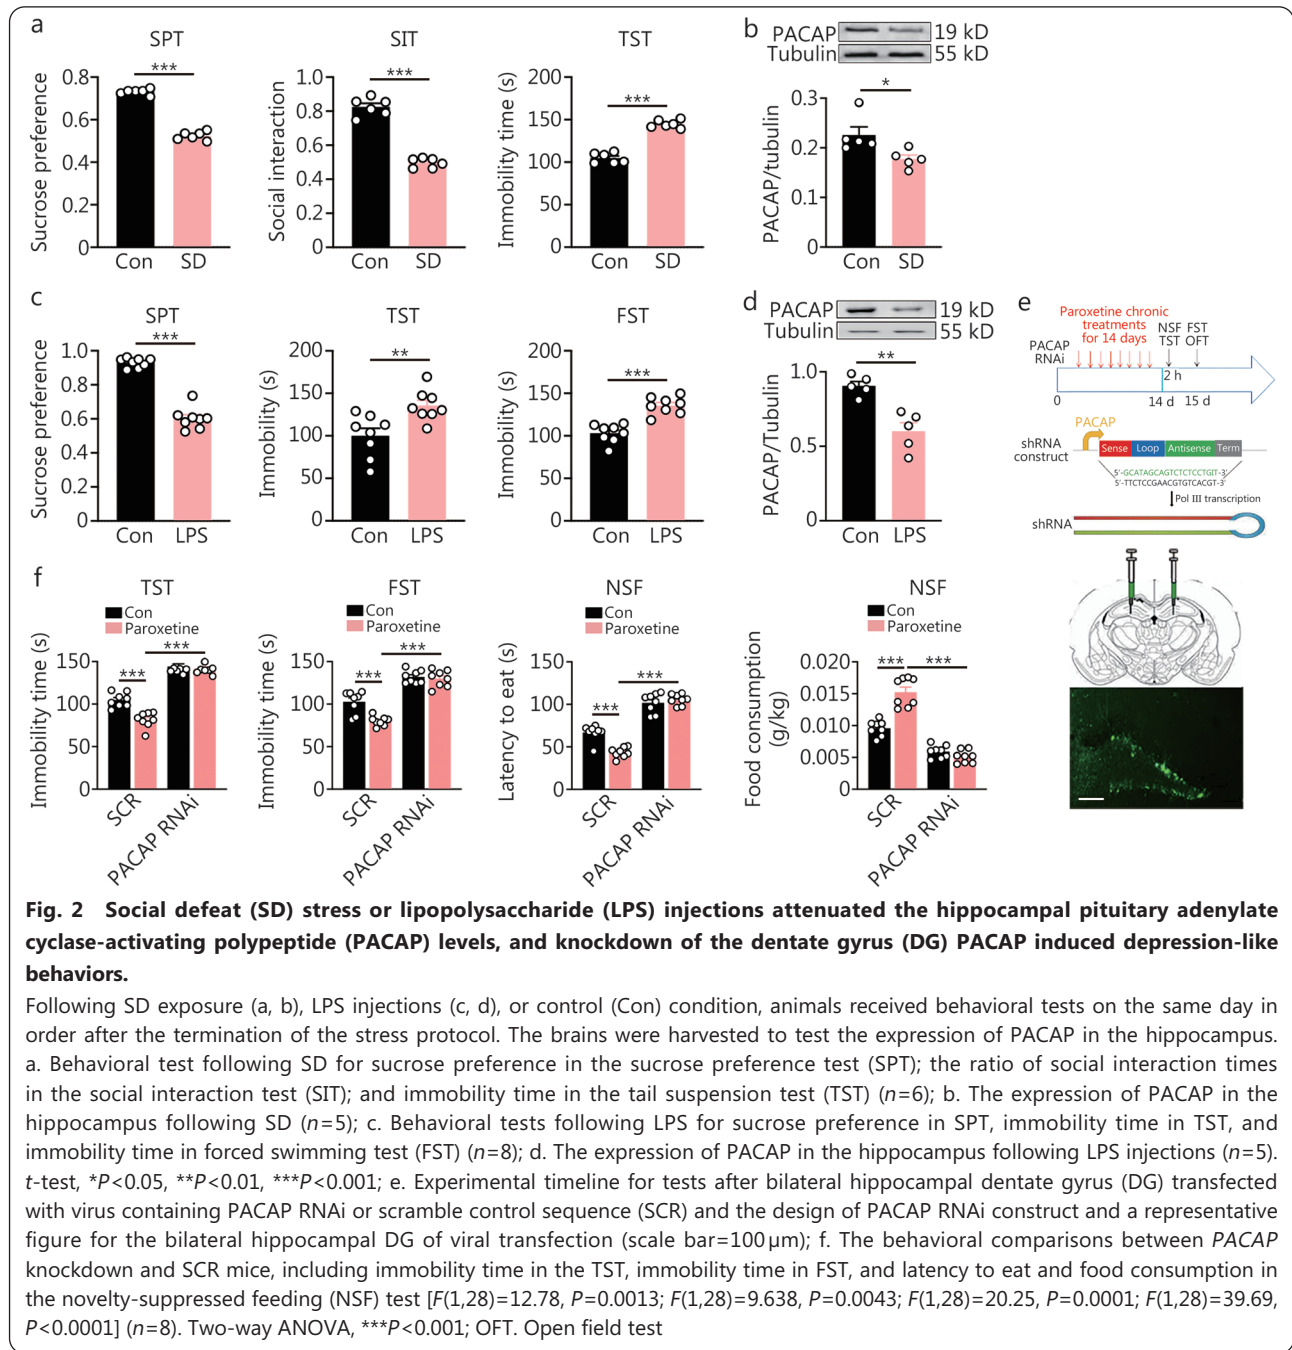 a
SPT
***
Sucrose preference
0.8
0.6
0.4
0.2
0
Con SD
SIT
***
Social interaction
1.0
0.8
0.6
0.4
0.2
0
Con SD
TST
***
Immobility time (s)
200
150
100
50
0
Con SD
b
PACAP 19 kD
Tubulin 55 kD
*
PACAP/tubulin
0.3
0.2
0.1
0
Con SD
c
SPT
***
Sucrose preference
1.0
0.8
0.6
0.4
0.2
0
Con LPS
TST
**
Immobility (s)
200
150
100
50
0
Con LPS
FST
***
Immobility (s)
200
150
100
50
0
Con LPS
d
PACAP 19 kD
Tubulin 55 kD
**
PACAP/Tubulin
1.0
0.5
0
Con LPS
e
Paroxetine chronic
treatments
for 14 days
NSF FST
TST OFT
PACAP
RNAi
2 h
0 14 d 15 d
PACAP
shRNA
construct
Sense Loop Antisense Term
5'-GCATAGCAGTCTCTCCTGIT-3'
5'-TTCTCCGAACGTGTCACGT-3'
Pol III transcription
shRNA
f
TST
Con
Paroxetine
***
***
Immobility time (s)
150
100
50
0
SCR
PACAP RNAi
FST
Con
Paroxetine
***
***
Immobility time (s)
150
100
50
0
SCR
PACAP RNAi
NSF
Con
Paroxetine
***
***
Latency to eat (s)
150
100
50
0
SCR
PACAP RNAi
NSF
Con
Paroxetine
*** ***
Food consumption
(g/kg)
0.020
0.015
0.010
0.005
0
SCR
PACAP RNAi
Fig. 2 Social defeat (SD) stress or lipopolysaccharide (LPS) injections attenuated the hippocampal pituitary adenylate
cyclase-activating polypeptide (PACAP) levels, and knockdown of the dentate gyrus (DG) PACAP induced depression-like
behaviors.
Following SD exposure (a, b), LPS injections (c, d), or control (Con) condition, animals received behavioral tests on the same day in
order after the termination of the stress protocol. The brains were harvested to test the expression of PACAP in the hippocampus.
a. Behavioral test following SD for sucrose preference in the sucrose preference test (SPT); the ratio of social interaction times
in the social interaction test (SIT); and immobility time in the tail suspension test (TST) (n=6); b. The expression of PACAP in the
hippocampus following SD (n=5); c. Behavioral tests following LPS for sucrose preference in SPT, immobility time in TST, and
immobility time in forced swimming test (FST) (n=8); d. The expression of PACAP in the hippocampus following LPS injections (n=5).
t-test, *P<0.05, **P<0.01, ***P<0.001; e. Experimental timeline for tests after bilateral hippocampal dentate gyrus (DG) transfected
with virus containing PACAP RNAi or scramble control sequence (SCR) and the design of PACAP RNAi construct and a representative
figure for the bilateral hippocampal DG of viral transfection (scale bar=100 μm); f. The behavioral comparisons between PACAP
knockdown and SCR mice, including immobility time in the TST, immobility time in FST, and latency to eat and food consumption in
the novelty-suppressed feeding (NSF) test [F(1,28)=12.78, P=0.0013; F(1,28)=9.638, P=0.0043; F(1,28)=20.25, P=0.0001; F(1,28)=39.69,
P<0.0001] (n=8). Two-way ANOVA, ***P<0.001; OFT. Open field test